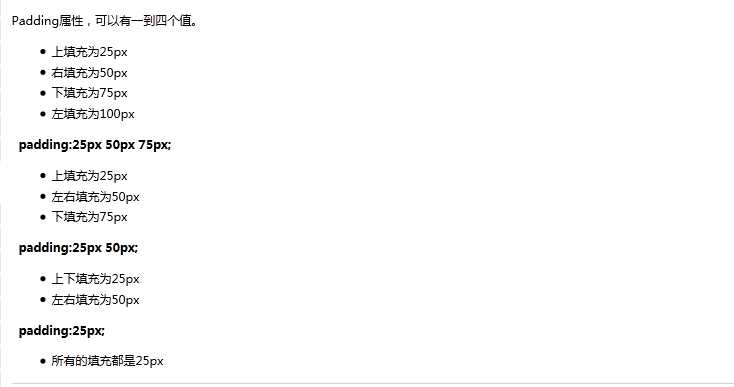 Padding属性，可以有一到四个值。
● 上填充为25px
● 右填充为50px
● 下填充为75px
● 左填充为100px
padding:25px 50px 75px;
● 上填充为25px
● 左右填充为50px
● 下填充为75px
padding:25px 50px;
● 上下填充为25px
● 左右填充为50px
padding:25px;
● 所有的填充都是25px